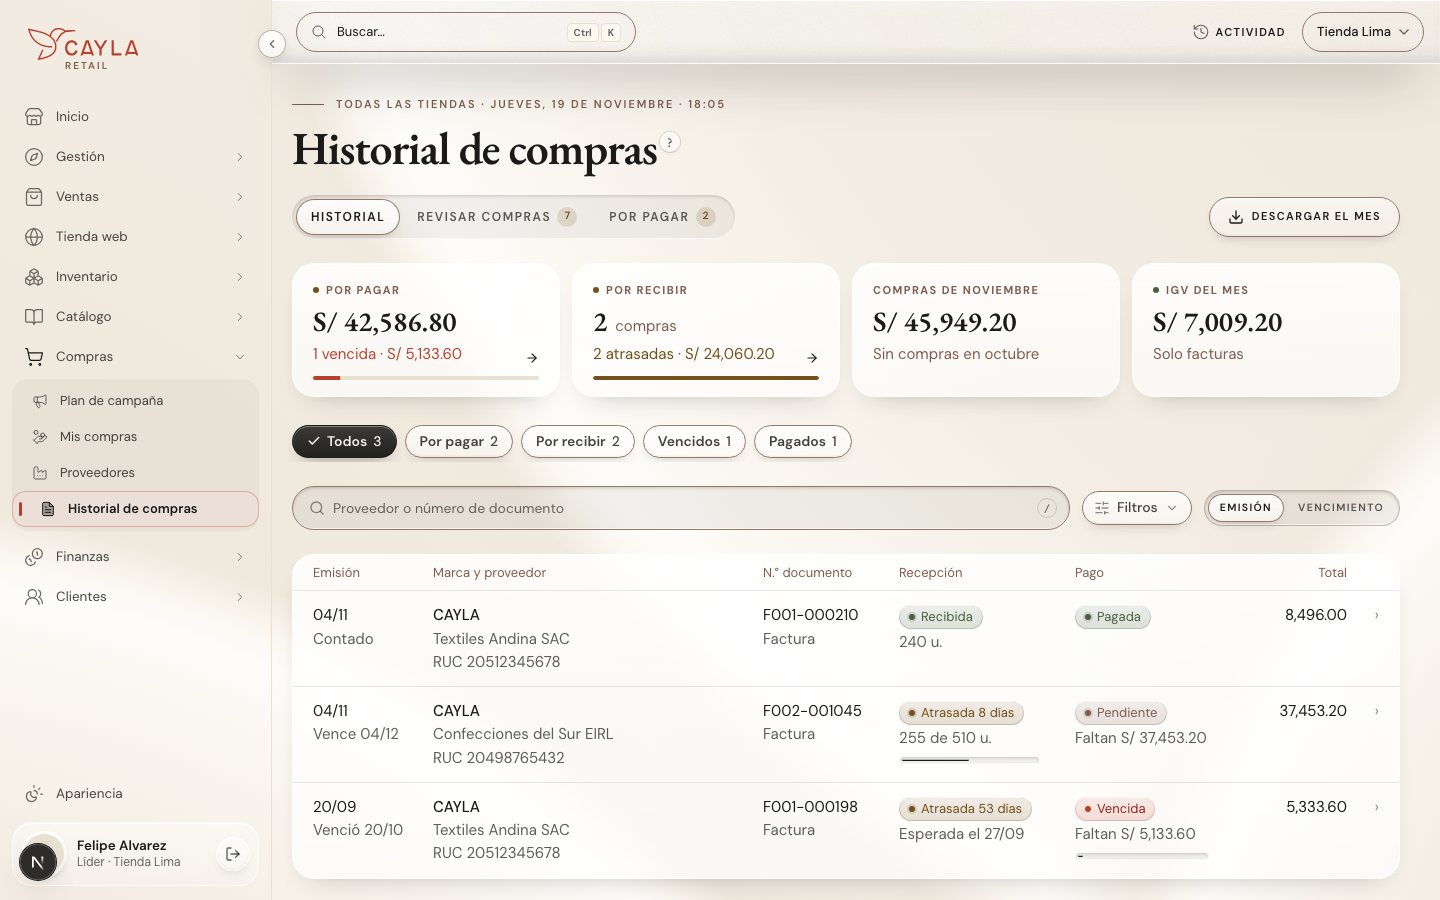 CAYLA
RETAIL
Buscar...
Ctrl K
ACTIVIDAD
Tienda Lima
Inicio
Gestión
Ventas
Tienda web
Inventario
Catálogo
Compras
Plan de campaña
Mis compras
Proveedores
Historial de compras
Finanzas
Clientes
Apariencia
N
Felipe Alvarez
Líder · Tienda Lima
TODAS LAS TIENDAS · JUEVES, 19 DE NOVIEMBRE · 18:05
Historial de compras ?
HISTORIAL REVISAR COMPRAS 7 POR PAGAR 2
DESCARGAR EL MES
POR PAGAR
S/ 42,586.80
1 vencida · S/ 5,133.60
POR RECIBIR
2 compras
2 atrasadas · S/ 24,060.20
COMPRAS DE NOVIEMBRE
S/ 45,949.20
Sin compras en octubre
IGV DEL MES
S/ 7,009.20
Solo facturas
Todos 3 Por pagar 2 Por recibir 2 Vencidos 1 Pagados 1
Proveedor o número de documento /
Filtros
EMISIÓN VENCIMIENTO
Emisión Marca y proveedor N.° documento Recepción Pago Total
04/11 CAYLA F001-000210 Recibida Pagada 8,496.00
Contado Textiles Andina SAC Factura 240 u.
RUC 20512345678
04/11 CAYLA F002-001045 Atrasada 8 días Pendiente 37,453.20
Vence 04/12 Confecciones del Sur EIRL Factura 255 de 510 u. Faltan S/ 37,453.20
RUC 20498765432
20/09 CAYLA F001-000198 Atrasada 53 días Vencida 5,333.60
Venció 20/10 Textiles Andina SAC Factura Esperada el 27/09 Faltan S/ 5,133.60
RUC 20512345678